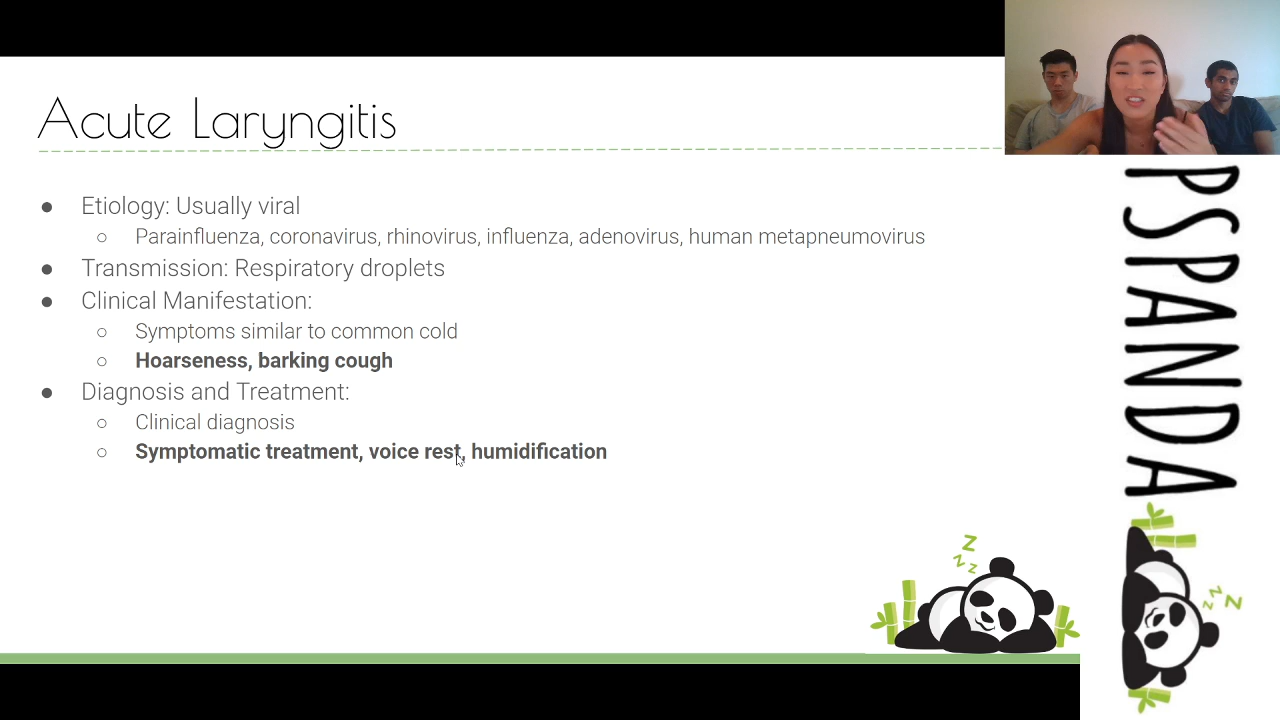 Acute Laryngitis
Etiology: Usually viral
Parainfluenza, coronavirus, rhinovirus, influenza, adenovirus, human metapneumovirus
Transmission: Respiratory droplets
Clinical Manifestation:
Symptoms similar to common cold
Hoarseness, barking cough
Diagnosis and Treatment:
Clinical diagnosis
Symptomatic treatment, voice rest, humidification
z
z z
PSPANDA
z z z